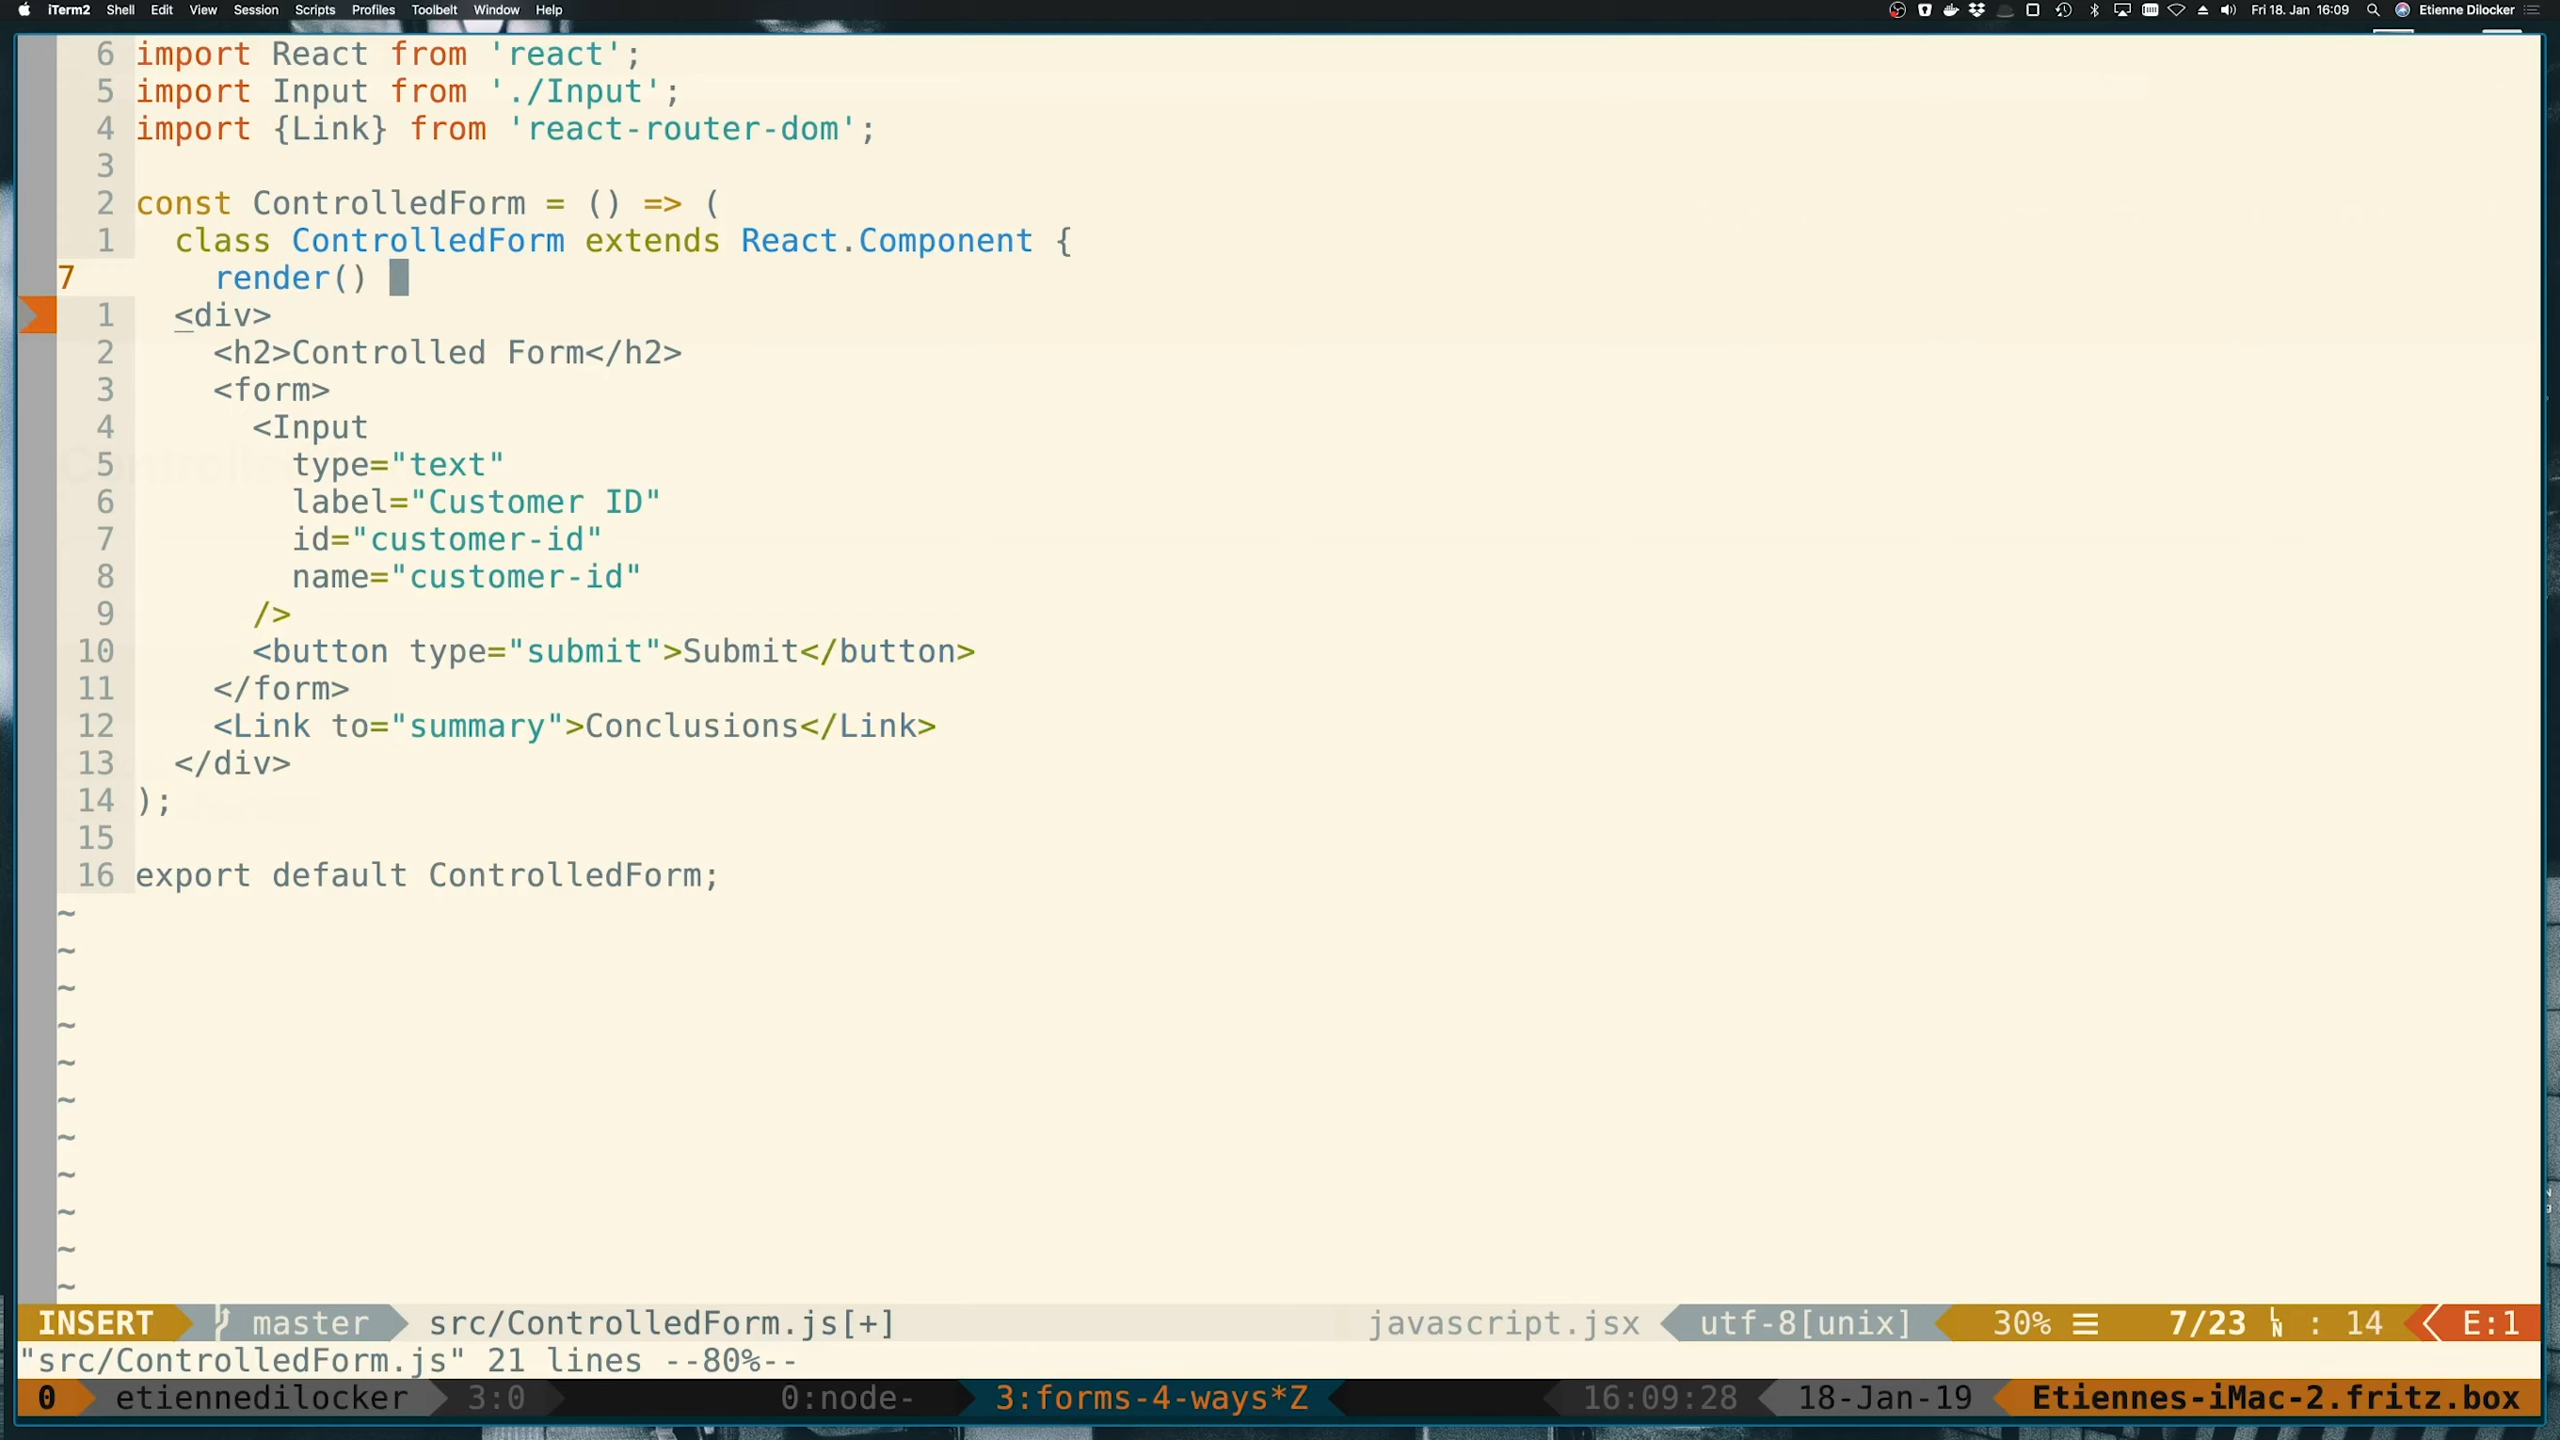 iTerm2 Shell Edit View Session Scripts Profiles Toolbelt Window Help Fri 18. Jan 16:09 Etienne Dilocker
6 import React from 'react';
5 import Input from './Input';
4 import {Link} from 'react-router-dom';
3
2 const ControlledForm = () => (
1 class ControlledForm extends React.Component {
7 render()
1 <div>
2 <h2>Controlled Form</h2>
3 <form>
4 <Input
5 type="text"
6 label="Customer ID"
7 id="customer-id"
8 name="customer-id"
9 />
10 <button type="submit">Submit</button>
11 </form>
12 <Link to="summary">Conclusions</Link>
13 </div>
14 );
15
16 export default ControlledForm;
~
~
~
~
~
~
~
~
~
~
~
INSERT master src/ControlledForm.js[+] javascript.jsx utf-8[unix] 30% ☰ 7/23 ㏑ : 14 E:1
"src/ControlledForm.js" 21 lines --80%--
0 etiennedilocker 3:0 0:node- 3:forms-4-ways*Z 16:09:28 18-Jan-19 Etiennes-iMac-2.fritz.box